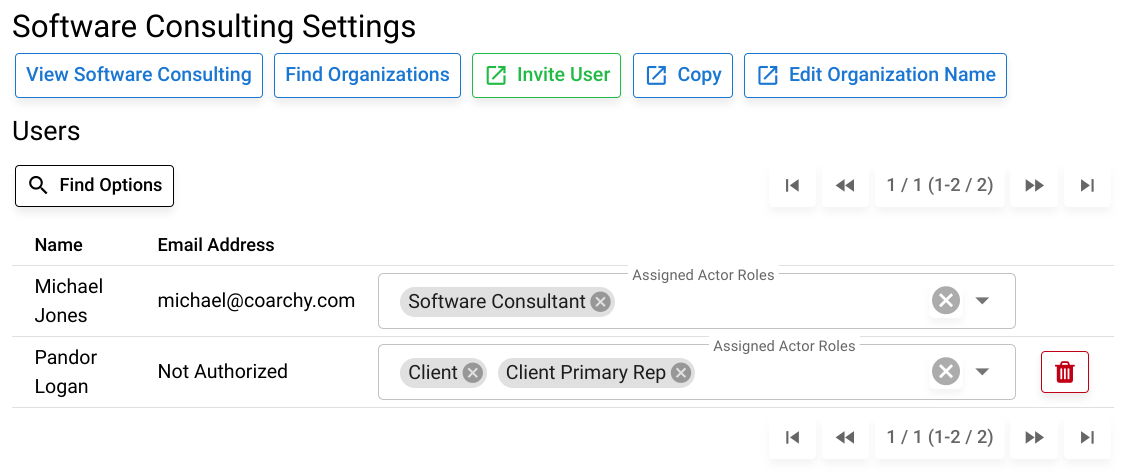 Software Consulting Settings
View Software Consulting Find Organizations Invite User Copy Edit Organization Name
Users
Find Options 1 / 1 (1-2 / 2)
Name Email Address
Assigned Actor Roles
Michael Jones michael@coarchy.com Software Consultant
Assigned Actor Roles
Pandor Logan Not Authorized Client Client Primary Rep
1 / 1 (1-2 / 2)